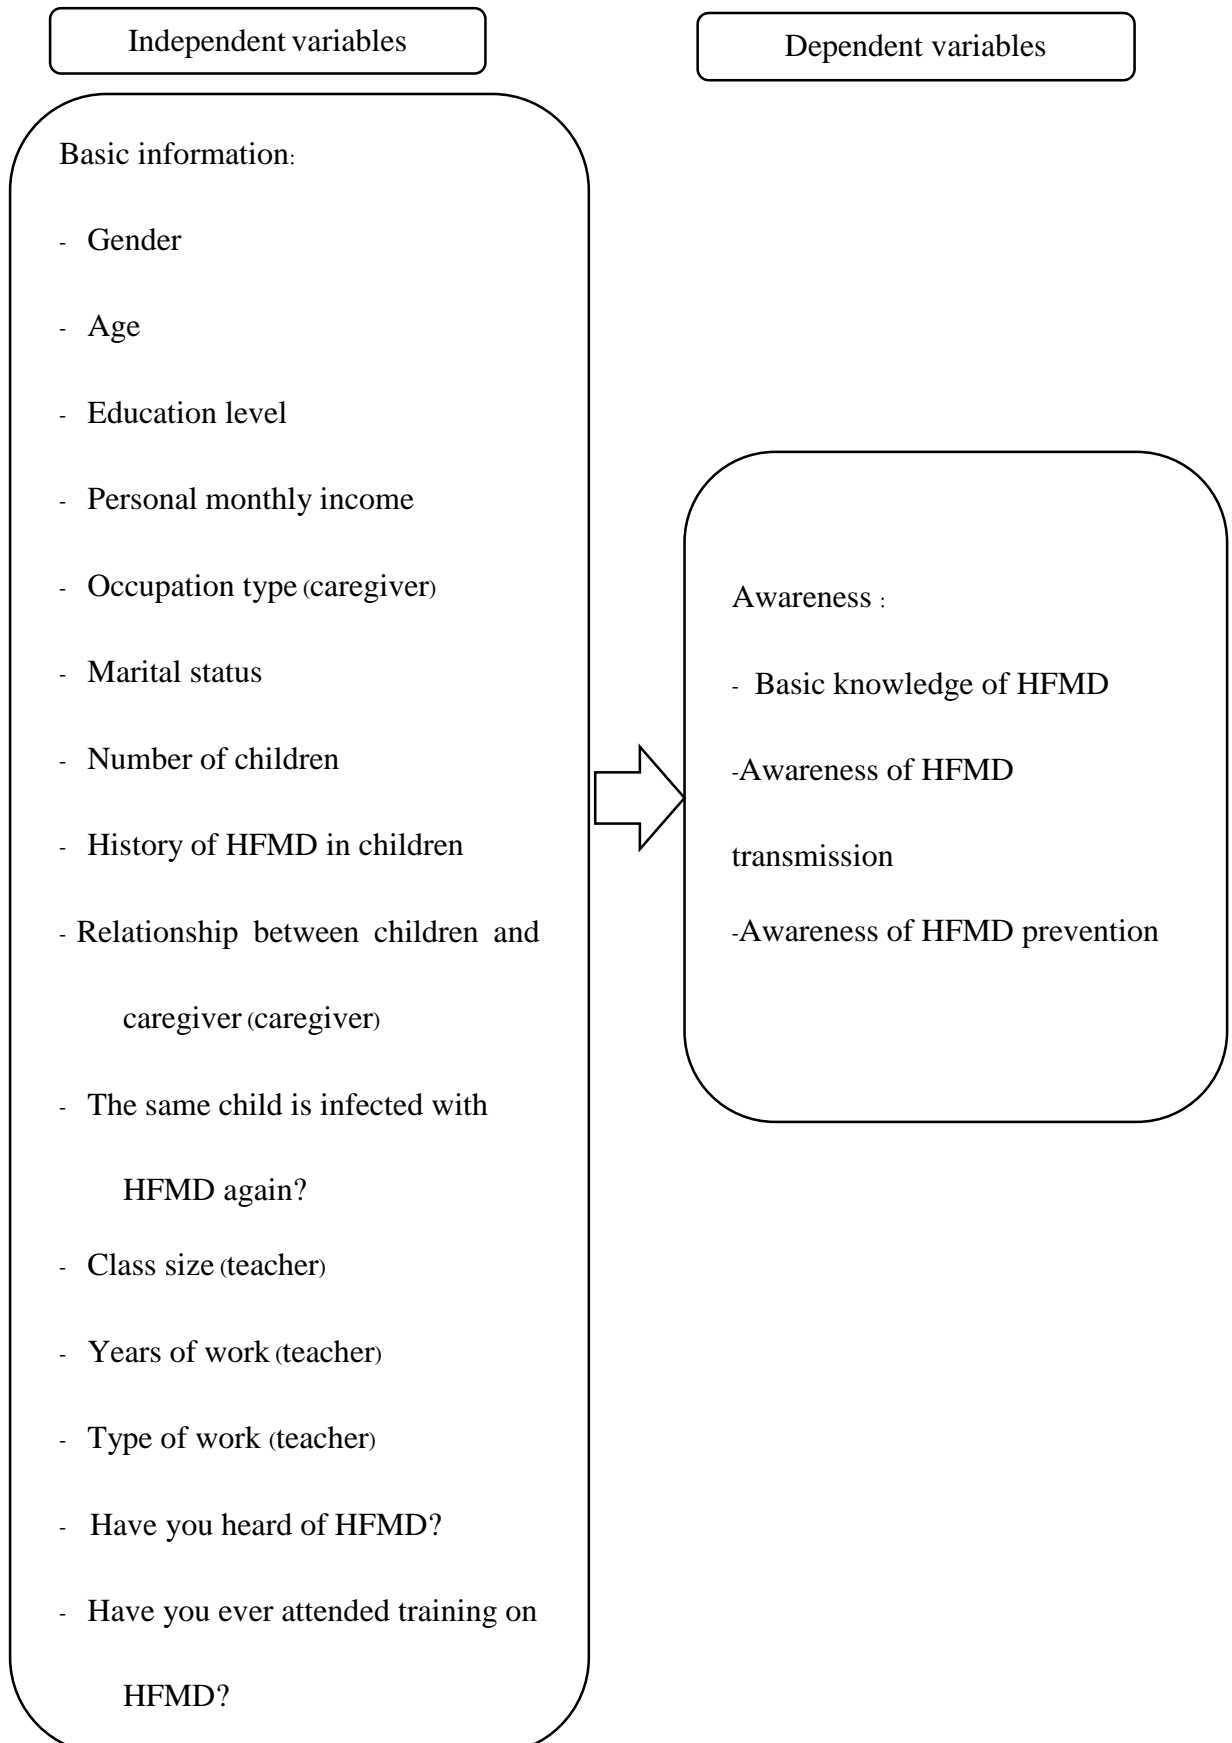 Independent variables
Dependent variables
Basic information:
- Gender
- Age
- Education level
- Personal monthly income
- Occupation type (caregiver)
- Marital status
- Number of children
- History of HFMD in children
- Relationship between children and
caregiver (caregiver)
- The same child is infected with
HFMD again?
- Class size (teacher)
- Years of work (teacher)
- Type of work (teacher)
- Have you heard of HFMD?
- Have you ever attended training on
HFMD?
Awareness :
- Basic knowledge of HFMD
-Awareness of HFMD
transmission
-Awareness of HFMD prevention